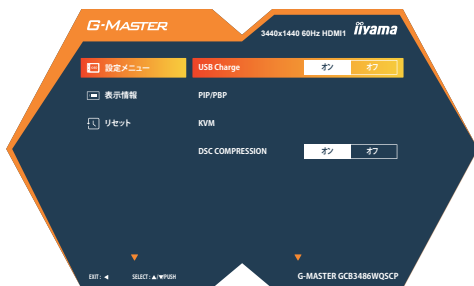 G-MASTER
3440x1440 60Hz HDMI1 iiyama
設定メニュー
USB Charge オン オフ
表示情報
PIP/PBP
リセット
KVM
DSC COMPRESSION オン オフ
EXIT : ◀ SELECT : ▲/▼PUSH
G-MASTER GCB3486WQSCP